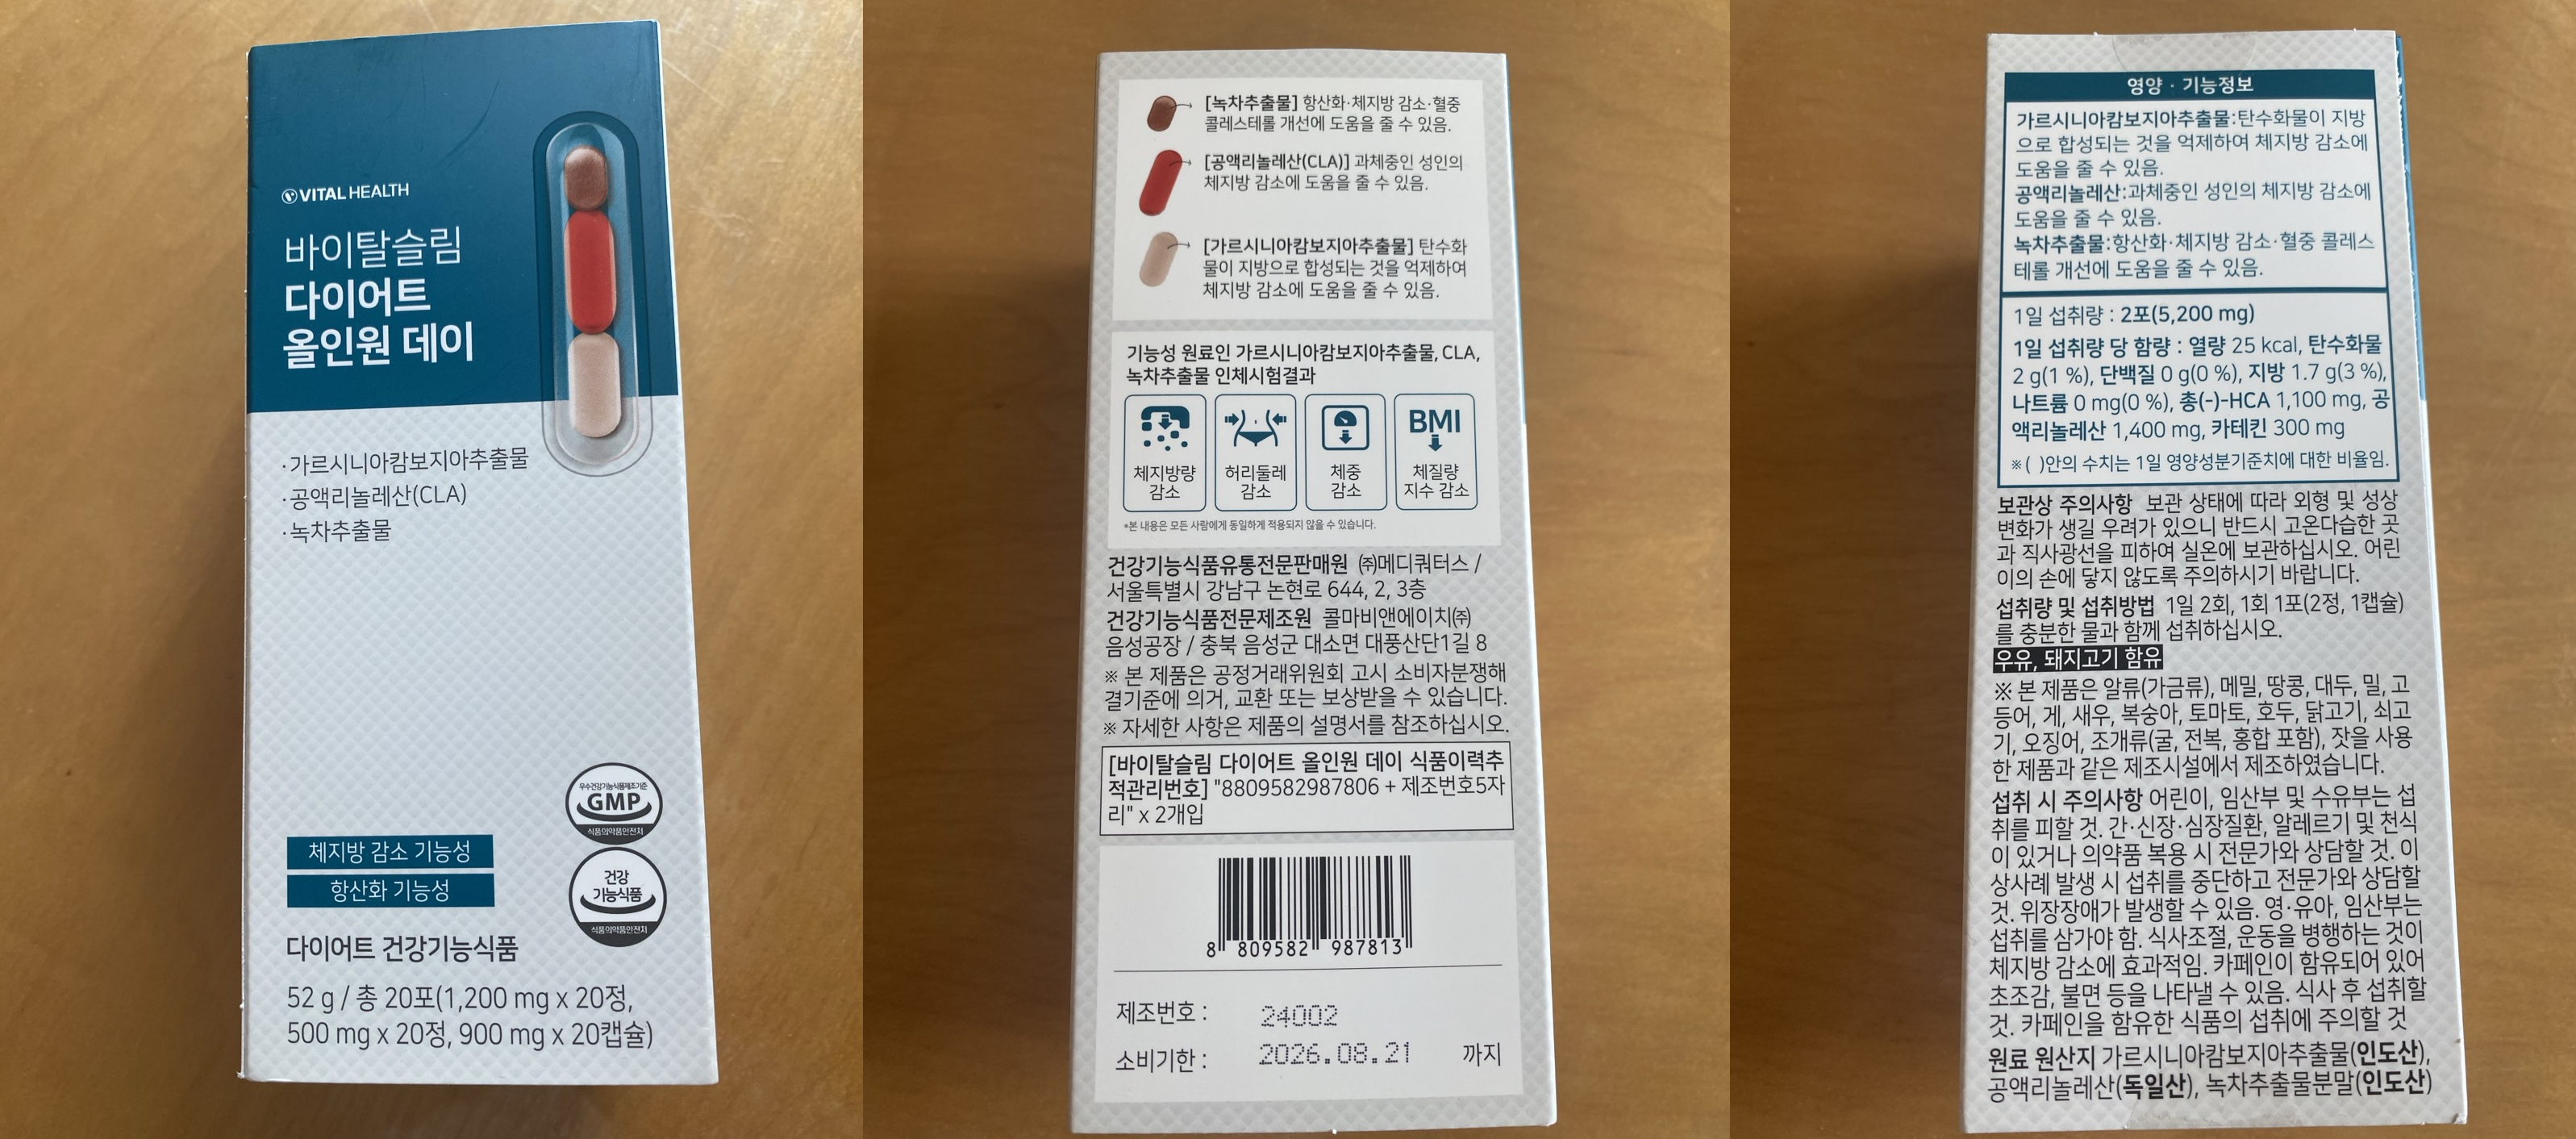 VITAL HEALTH
바이탈슬림
다이어트
올인원 데이
·가르시니아캄보지아추출물
·공액리놀레산(CLA)
·녹차추출물
우수건강기능식품제조기준
GMP
식품의약품안전처
건강
기능식품
식품의약품안전처
체지방 감소 기능성
항산화 기능성
다이어트 건강기능식품
52 g / 총 20포(1,200 mg x 20정,
500 mg x 20정, 900 mg x 20캡슐)
[녹차추출물] 항산화·체지방 감소·혈중
콜레스테롤 개선에 도움을 줄 수 있음.
[공액리놀레산(CLA)] 과체중인 성인의
체지방 감소에 도움을 줄 수 있음.
[가르시니아캄보지아추출물] 탄수화
물이 지방으로 합성되는 것을 억제하여
체지방 감소에 도움을 줄 수 있음.
기능성 원료인 가르시니아캄보지아추출물, CLA,
녹차추출물 인체시험결과
체지방량
감소
허리둘레
감소
체중
감소
BMI
체질량
지수 감소
*본 내용은 모든 사람에게 동일하게 적용되지 않을 수 있습니다.
건강기능식품유통전문판매원 ㈜메디쿼터스 /
서울특별시 강남구 논현로 644, 2, 3층
건강기능식품전문제조원 콜마비앤에이치㈜
음성공장 / 충북 음성군 대소면 대풍산단1길 8
※ 본 제품은 공정거래위원회 고시 소비자분쟁해
결기준에 의거, 교환 또는 보상받을 수 있습니다.
※ 자세한 사항은 제품의 설명서를 참조하십시오.
[바이탈슬림 다이어트 올인원 데이 식품이력추
적관리번호] "8809582987806 + 제조번호5자
리" x 2개입
8 809582 987813
제조번호 : 24002
소비기한 : 2026.08.21 까지
영양·기능정보
가르시니아캄보지아추출물:탄수화물이 지방
으로 합성되는 것을 억제하여 체지방 감소에
도움을 줄 수 있음.
공액리놀레산:과체중인 성인의 체지방 감소에
도움을 줄 수 있음.
녹차추출물:항산화·체지방 감소·혈중 콜레스
테롤 개선에 도움을 줄 수 있음.
1일 섭취량 : 2포(5,200 mg)
1일 섭취량 당 함량 : 열량 25 kcal, 탄수화물
2 g(1 %), 단백질 0 g(0 %), 지방 1.7 g(3 %),
나트륨 0 mg(0 %), 총(-)-HCA 1,100 mg, 공
액리놀레산 1,400 mg, 카테킨 300 mg
※( )안의 수치는 1일 영양성분기준치에 대한 비율임.
보관상 주의사항 보관 상태에 따라 외형 및 성상
변화가 생길 우려가 있으니 반드시 고온다습한 곳
과 직사광선을 피하여 실온에 보관하십시오. 어린
이의 손에 닿지 않도록 주의하시기 바랍니다.
섭취량 및 섭취방법 1일 2회, 1회 1포(2정, 1캡슐)
를 충분한 물과 함께 섭취하십시오.
우유, 돼지고기 함유
※ 본 제품은 알류(가금류), 메밀, 땅콩, 대두, 밀, 고
등어, 게, 새우, 복숭아, 토마토, 호두, 닭고기, 쇠고
기, 오징어, 조개류(굴, 전복, 홍합 포함), 잣을 사용
한 제품과 같은 제조시설에서 제조하였습니다.
섭취 시 주의사항 어린이, 임산부 및 수유부는 섭
취를 피할 것. 간·신장·심장질환, 알레르기 및 천식
이 있거나 의약품 복용 시 전문가와 상담할 것. 이
상사례 발생 시 섭취를 중단하고 전문가와 상담할
것. 위장장애가 발생할 수 있음. 영·유아, 임산부는
섭취를 삼가야 함. 식사조절, 운동을 병행하는 것이
체지방 감소에 효과적임. 카페인이 함유되어 있어
초조감, 불면 등을 나타낼 수 있음. 식사 후 섭취할
것. 카페인을 함유한 식품의 섭취에 주의할 것
원료 원산지 가르시니아캄보지아추출물(인도산),
공액리놀레산(독일산), 녹차추출물분말(인도산)